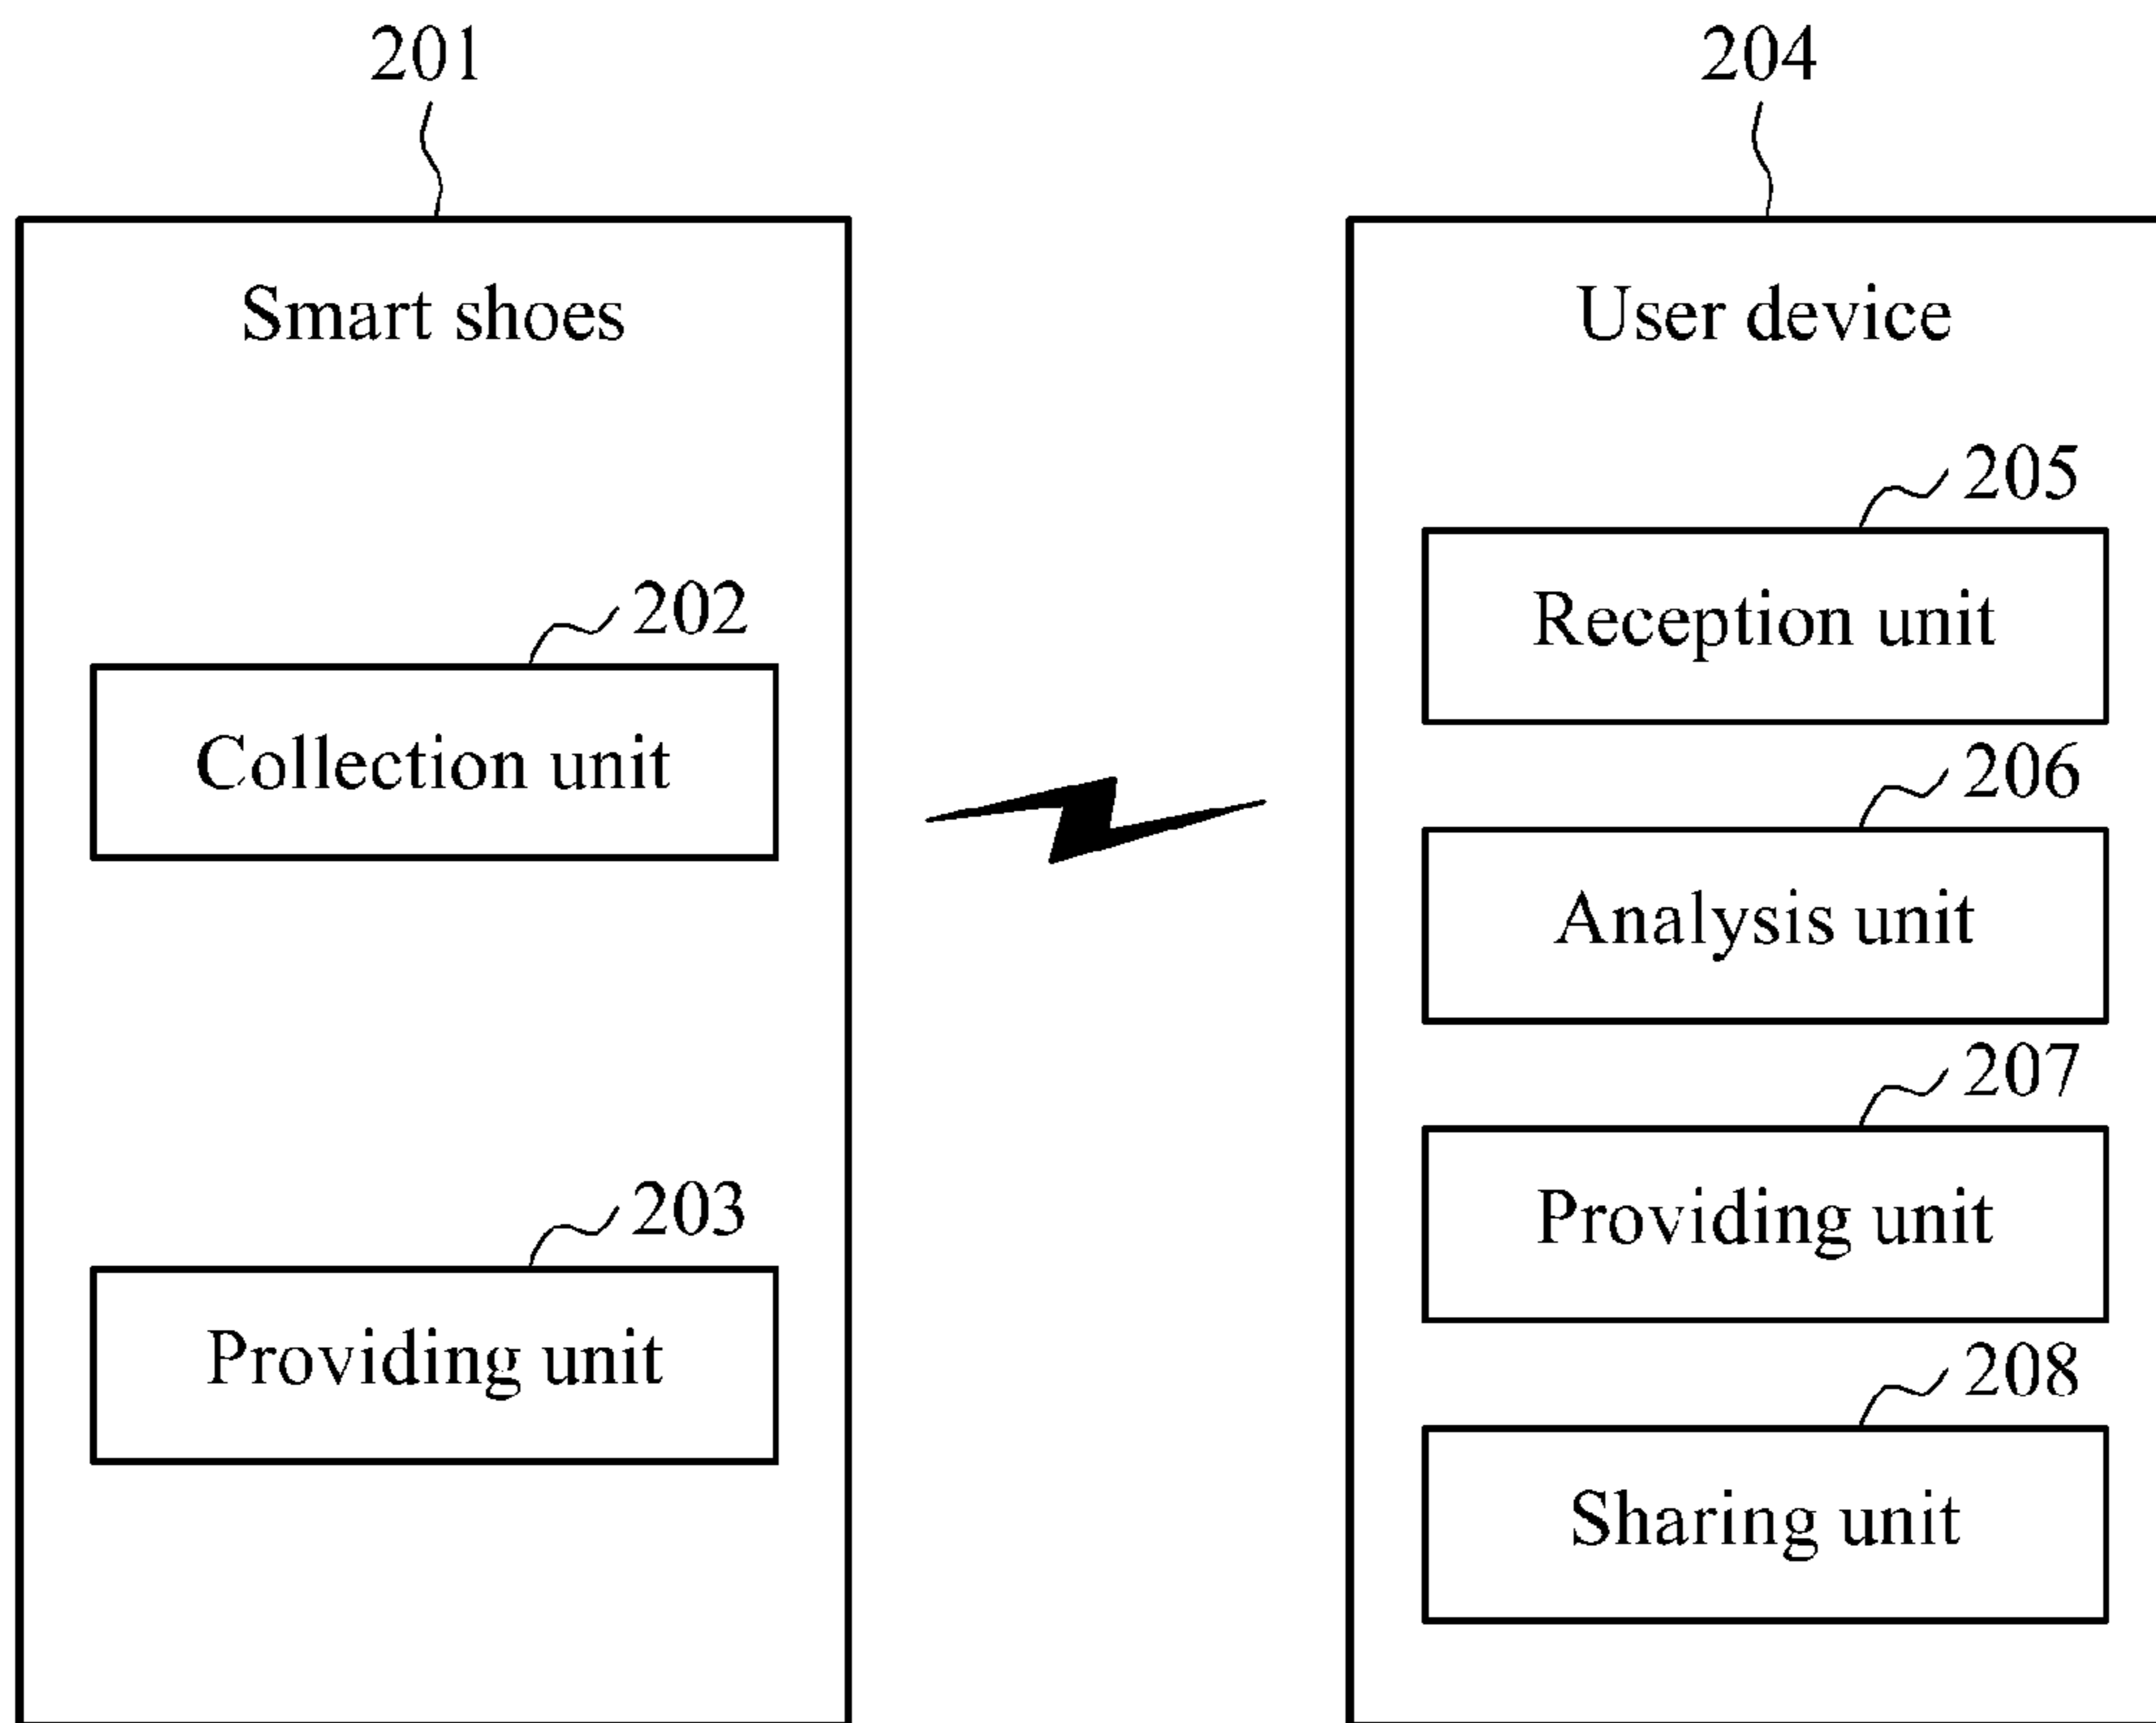 201
Smart shoes
202
Collection unit
203
Providing unit
204
User device
205
Reception unit
206
Analysis unit
207
Providing unit
208
Sharing unit